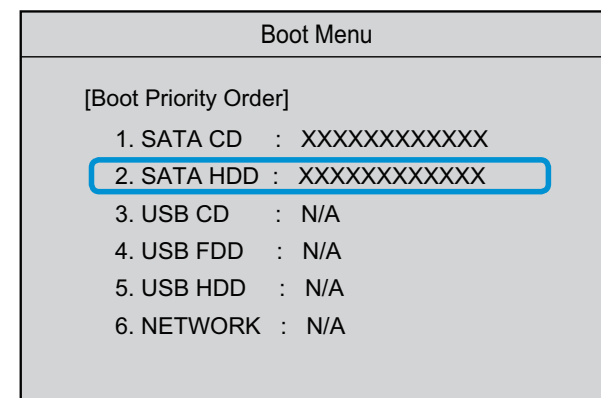 Boot Menu
[Boot Priority Order]
1. SATA CD : XXXXXXXXXXXX
2. SATA HDD : XXXXXXXXXXXX
3. USB CD : N/A
4. USB FDD : N/A
5. USB HDD : N/A
6. NETWORK : N/A